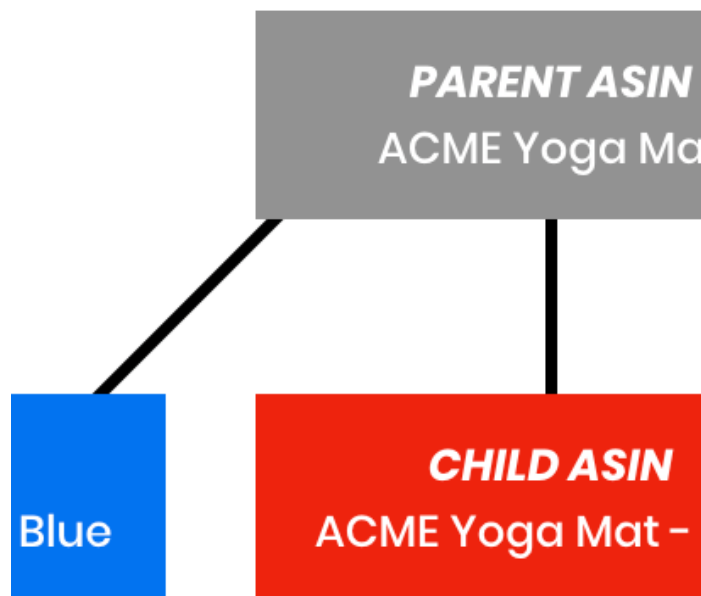 PARENT ASIN
ACME Yoga Ma
Blue
CHILD ASIN
ACME Yoga Mat -